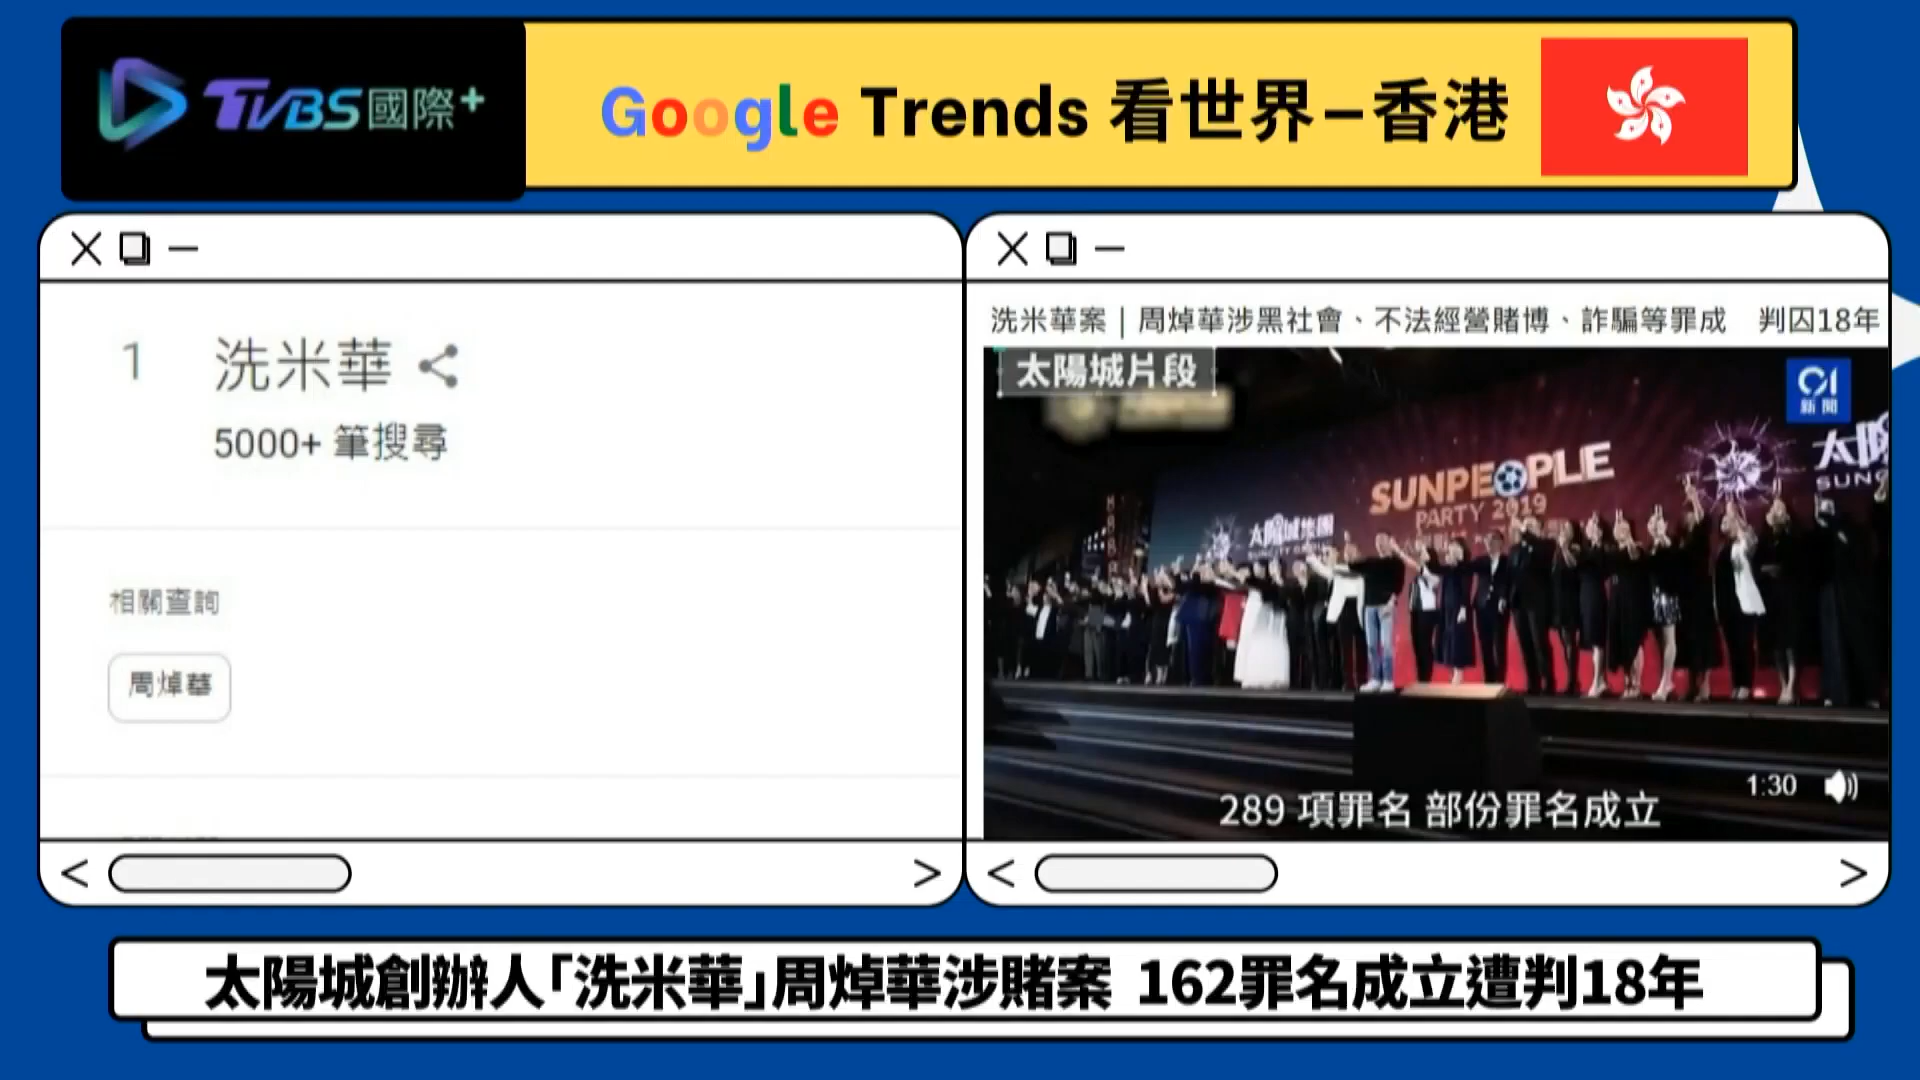 TVBS國際+
Google Trends 看世界-香港
1
洗米華
5000+ 筆搜尋
相關查詢
周焯華
洗米華案｜周焯華涉黑社會、不法經營賭博、詐騙等罪成 判囚18年
太陽城片段
01
新聞
SUNPEOPLE
PARTY 2019
太陽城集團
SUNCITY GROUP
太陽
SUNC
289 項罪名 部份罪名成立
1:30
太陽城創辦人「洗米華」周焯華涉賭案 162罪名成立遭判18年